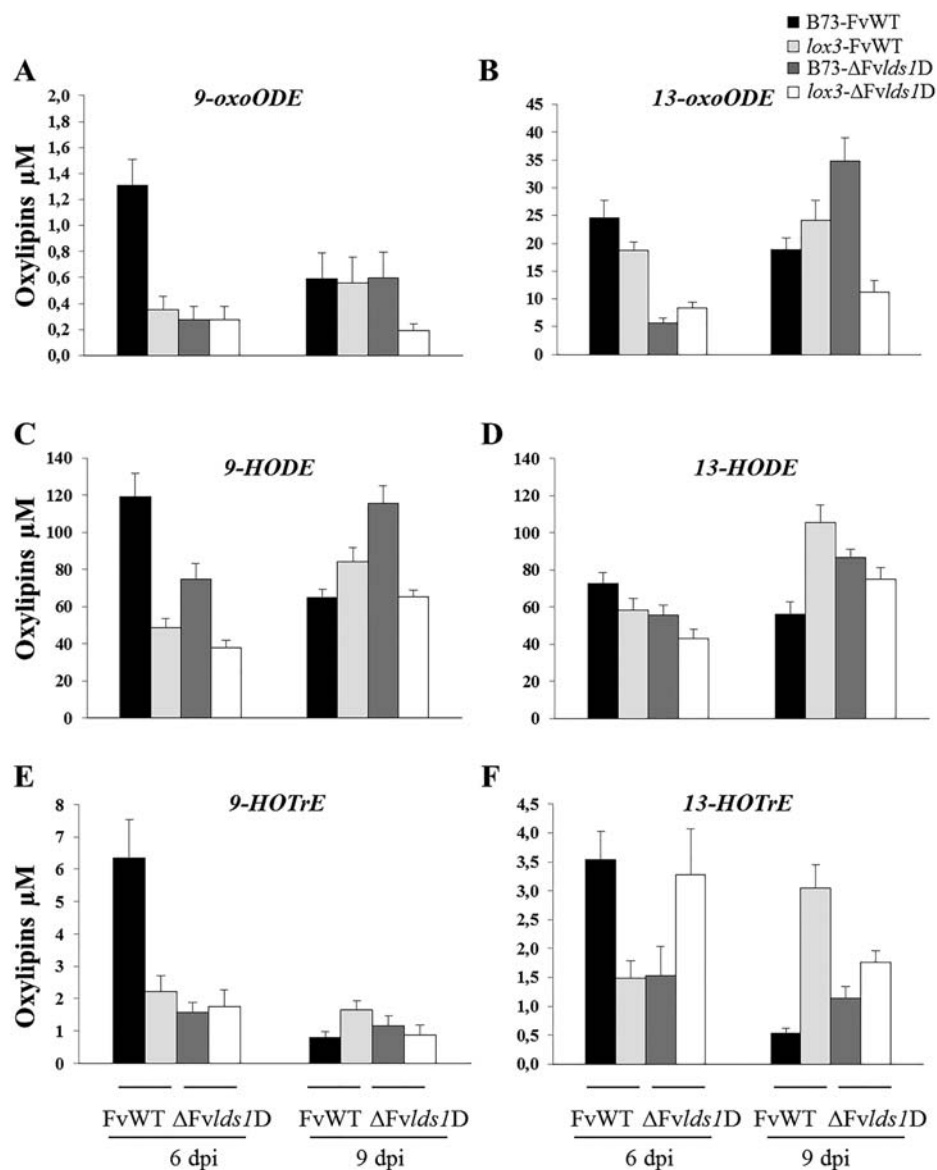 B73-FvWT
lox3-FvWT
B73-ΔFvlds1D
lox3-ΔFvlds1D
A
9-oxoODE
Oxylipins µM
2,0
1,8
1,6
1,4
1,2
1,0
0,8
0,6
0,4
0,2
0,0
B
13-oxoODE
45
40
35
30
25
20
15
10
5
0
C
9-HODE
Oxylipins µM
140
120
100
80
60
40
20
0
D
13-HODE
140
120
100
80
60
40
20
0
E
9-HOTrE
Oxylipins µM
8
7
6
5
4
3
2
1
0
F
13-HOTrE
4,5
4,0
3,5
3,0
2,5
2,0
1,5
1,0
0,5
0,0
FvWT ΔFvlds1D FvWT ΔFvlds1D
6 dpi 9 dpi
FvWT ΔFvlds1D FvWT ΔFvlds1D
6 dpi 9 dpi